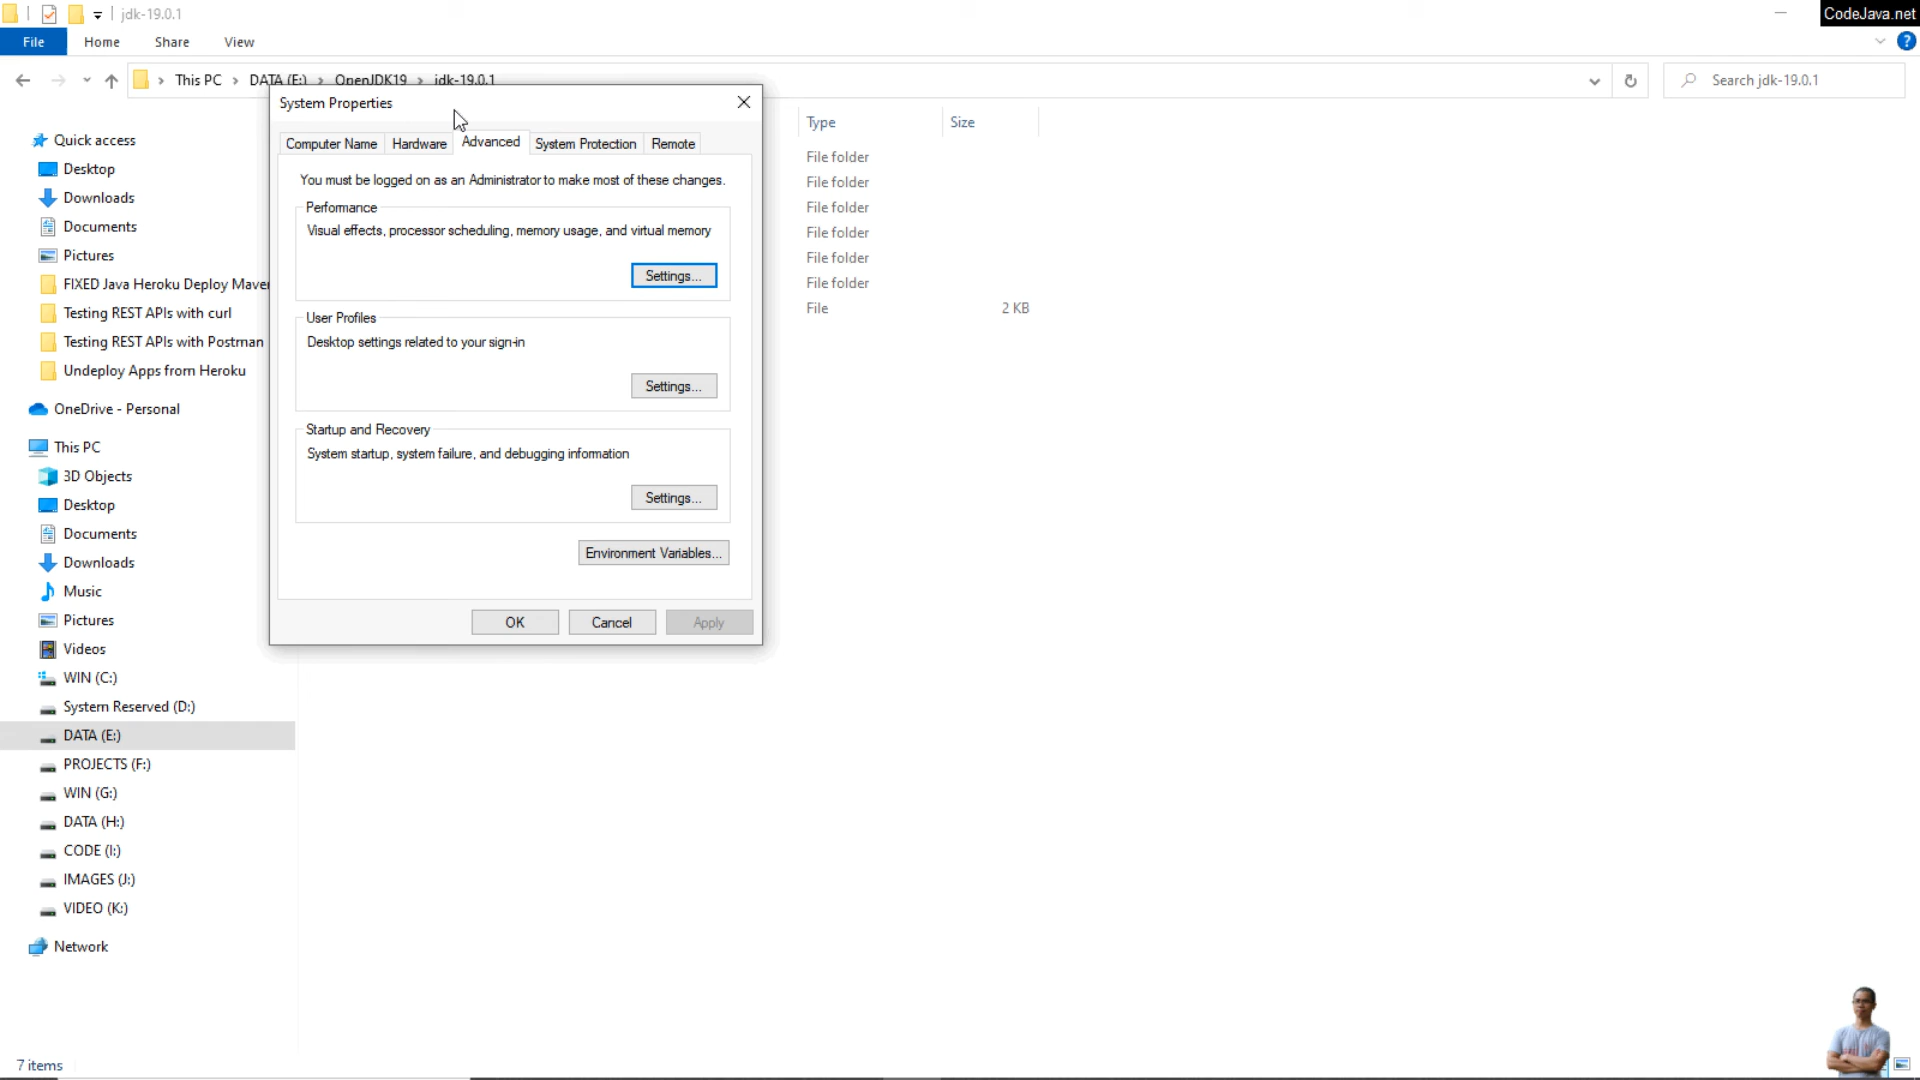 jdk-19.0.1
CodeJava.net
File Home Share View
This PC > DATA (E:) > OpenJDK19 > jdk-19.0.1
Search jdk-19.0.1
Quick access
Desktop
Downloads
Documents
Pictures
FIXED Java Heroku Deploy Maven
Testing REST APIs with curl
Testing REST APIs with Postman
Undeploy Apps from Heroku
OneDrive - Personal
This PC
3D Objects
Desktop
Documents
Downloads
Music
Pictures
Videos
WIN (C:)
System Reserved (D:)
DATA (E:)
PROJECTS (F:)
WIN (G:)
DATA (H:)
CODE (I:)
IMAGES (J:)
VIDEO (K:)
Network
System Properties
Computer Name Hardware Advanced System Protection Remote
You must be logged on as an Administrator to make most of these changes.
Performance
Visual effects, processor scheduling, memory usage, and virtual memory
Settings...
User Profiles
Desktop settings related to your sign-in
Settings...
Startup and Recovery
System startup, system failure, and debugging information
Settings...
Environment Variables...
OK Cancel Apply
Type Size
File folder
File folder
File folder
File folder
File folder
File folder
File 2 KB
7 items